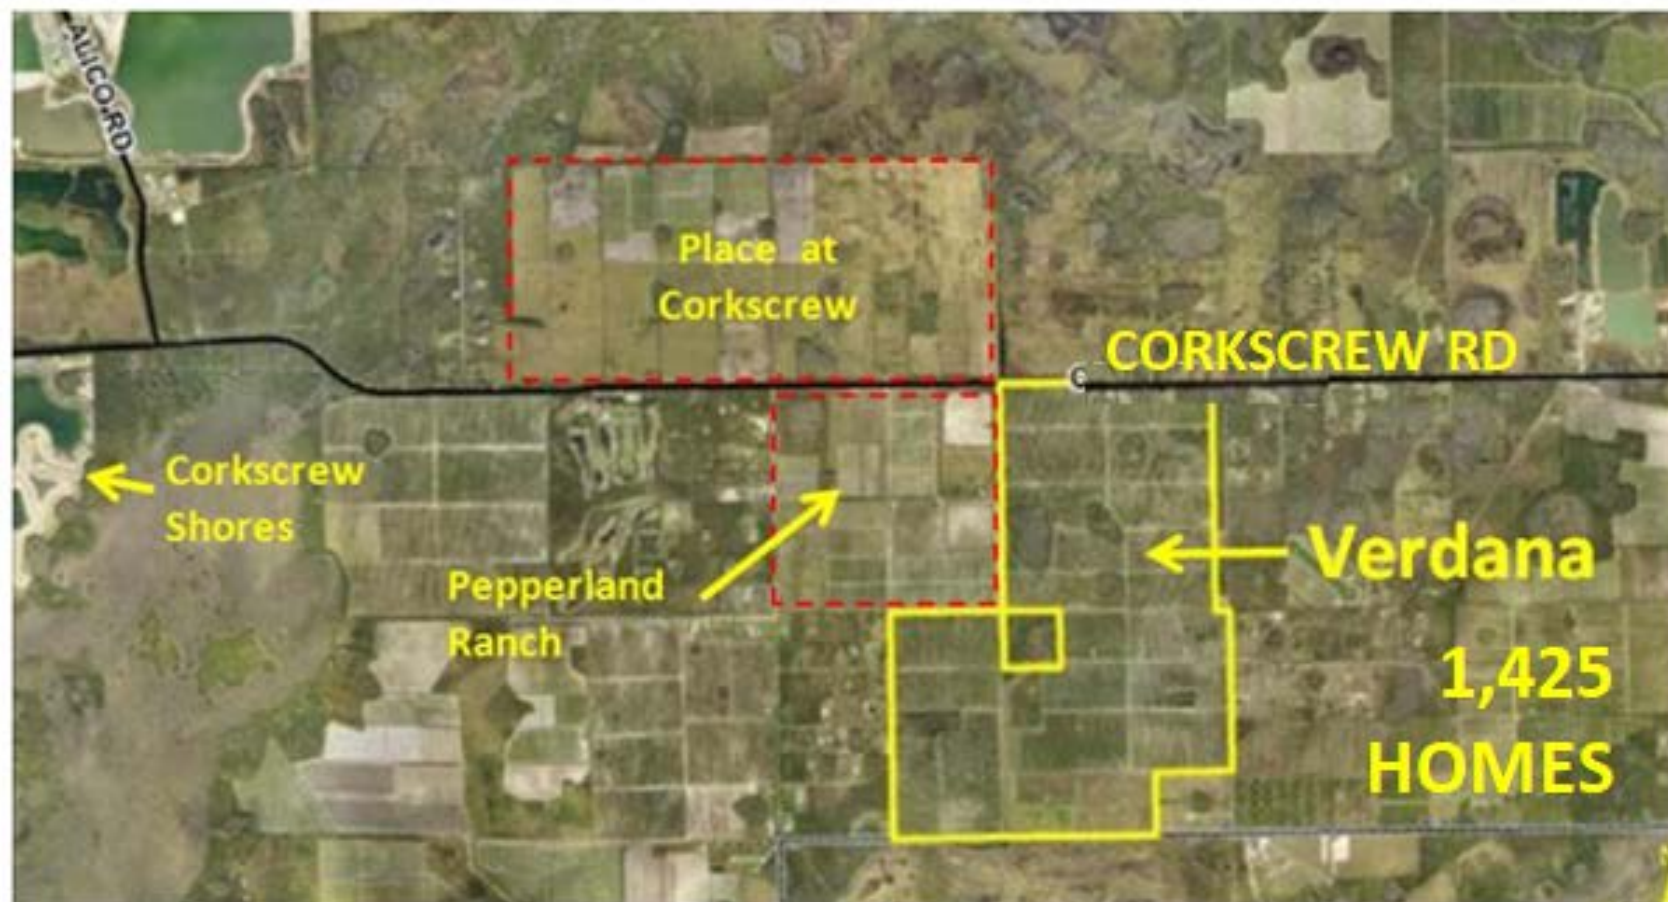 ALICO RD
Place at
Corkscrew
CORKSCREW RD
Corkscrew
Shores
Pepperland
Ranch
Verdana
1,425
HOMES